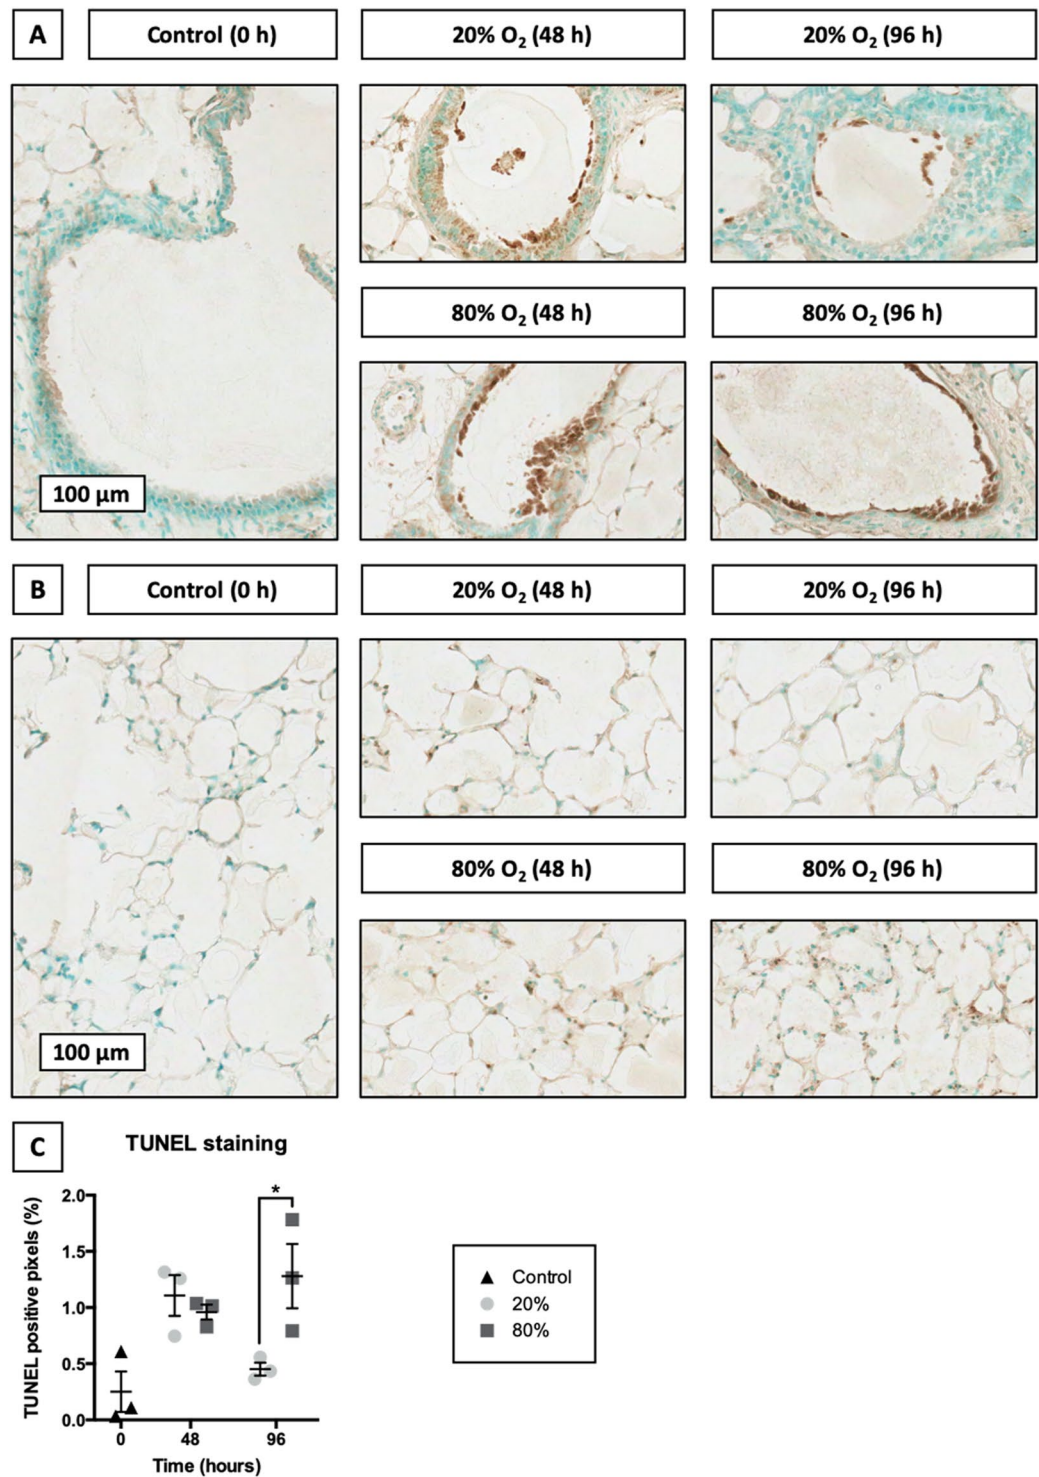 A
Control (0 h)
20% O₂ (48 h)
20% O₂ (96 h)
80% O₂ (48 h)
80% O₂ (96 h)
100 µm
B
Control (0 h)
20% O₂ (48 h)
20% O₂ (96 h)
80% O₂ (48 h)
80% O₂ (96 h)
100 µm
C
TUNEL staining
TUNEL positive pixels (%)
2.0
1.5
1.0
0.5
0.0
*
0
48
96
Time (hours)
Control
20%
80%